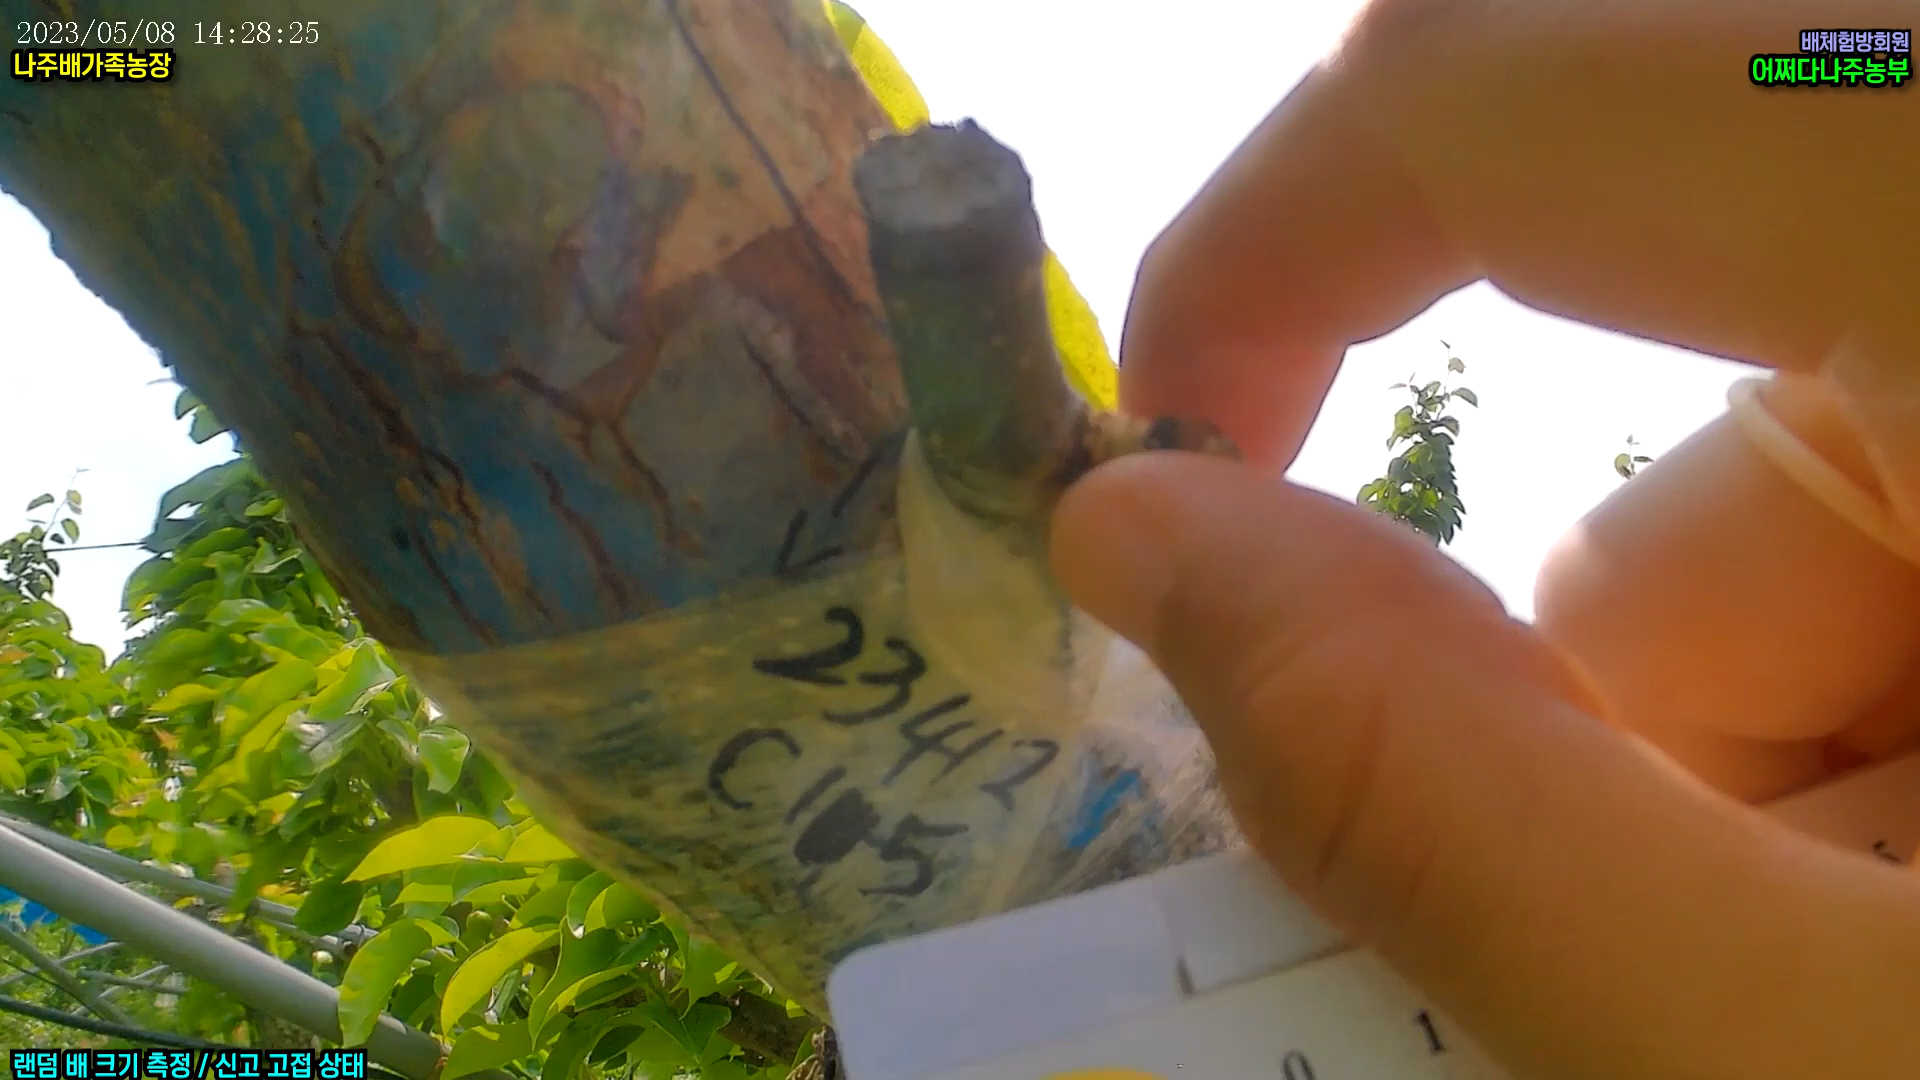 2023/05/08 14:28:25
나주배가족농장
배체험방회원
어쩌다나주농부
23442
C105
0 1
랜덤 배 크기 측정 / 신고 고접 상태